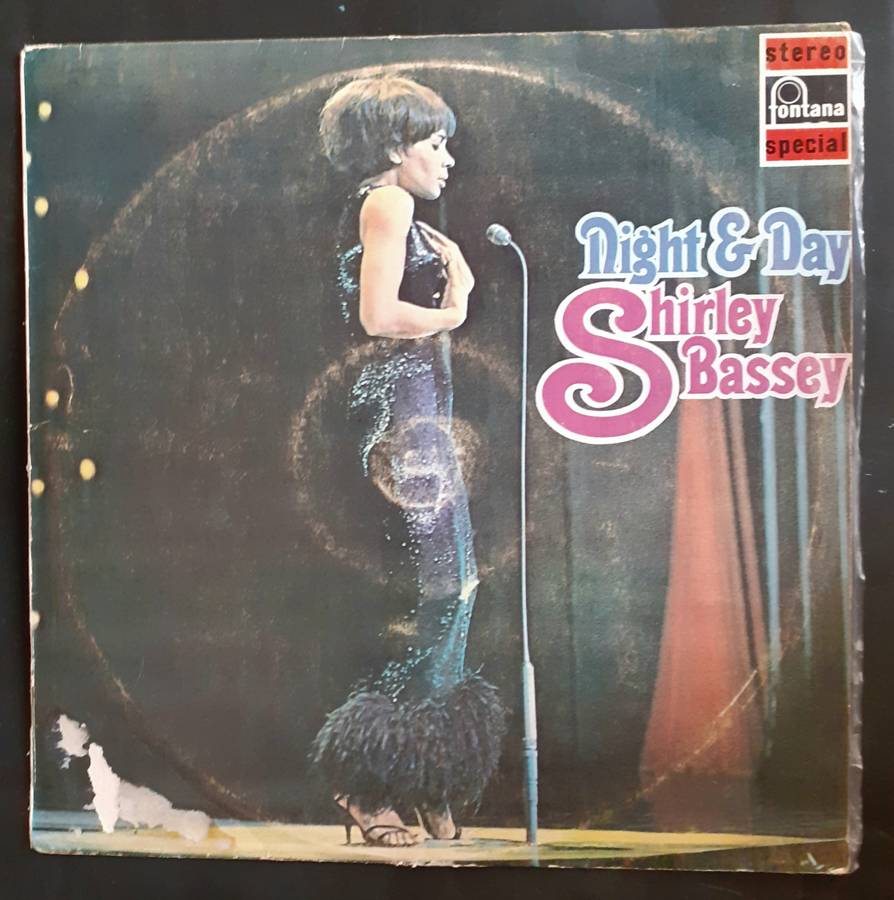 stereo
fontana
special
Night & Day
Shirley
Bassey